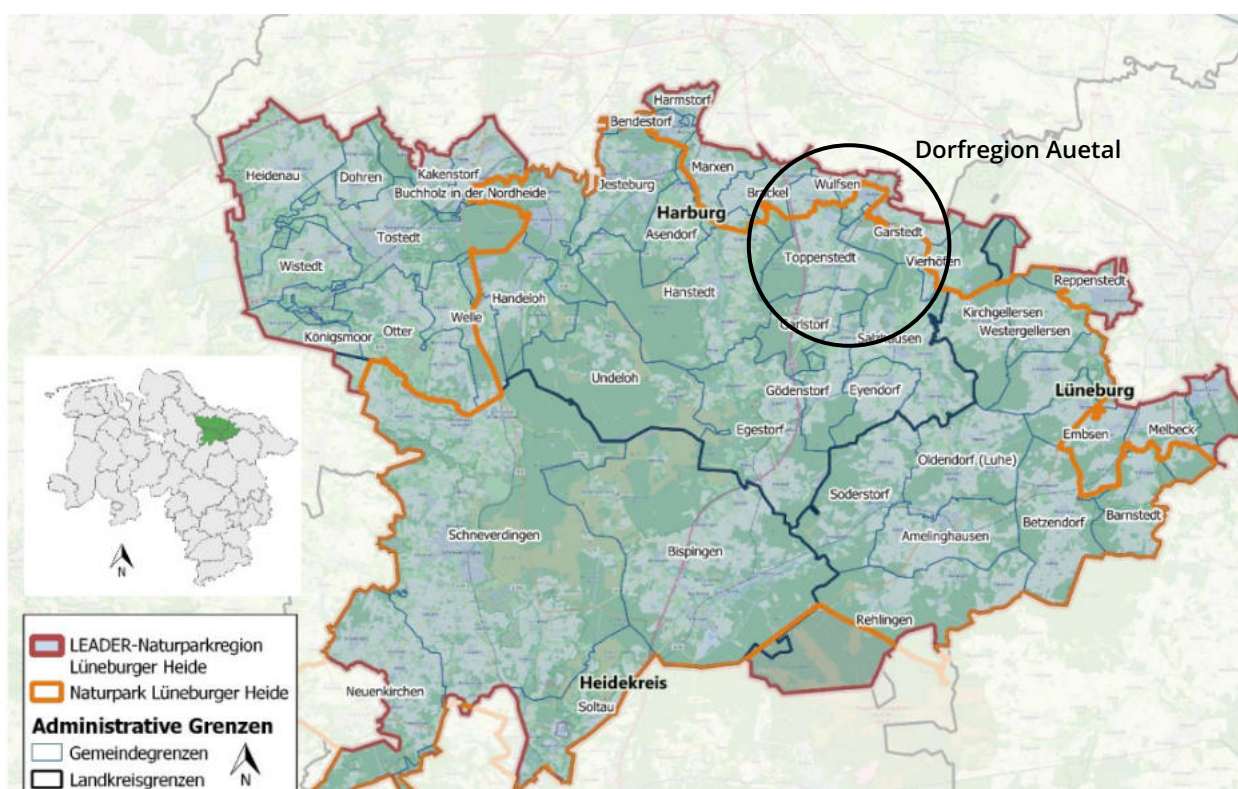 Harmstorf
Bendestorf
Dorfregion Auetal
Marxen
Kakenstorf
Dohren
Heidenau
Jesteburg
Wulfsen
Brackel
Buchholz in der Nordheide
Harburg
Garstedt
Asendorf
Tostedt
Toppenstedt
Vierhöfen
Wistedt
Hanstedt
Reppenstedt
Handeloh
Kirchgellersen
Welle
Otter
Königsmoor
Garlstorf
Westergellersen
Salzhausen
Undeloh
Gödenstorf
Eyendorf
Lüneburg
Egestorf
Embsen
Melbeck
Oldendorf (Luhe)
Soderstorf
Barnstedt
Betzendorf
Schneverdingen
Amelinghausen
Bispingen
N
Rehlingen
LEADER-Naturparkregion
Lüneburger Heide
Naturpark Lüneburger Heide
Neuenkirchen
Heidekreis
Soltau
Administrative Grenzen
Gemeindegrenzen
N
Landkreisgrenzen